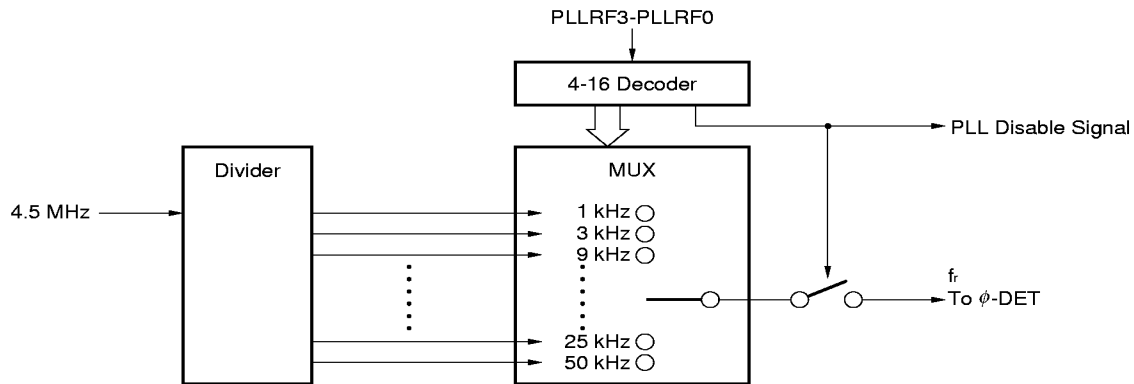 PLLRF3-PLLRF0
4-16 Decoder
PLL Disable Signal
Divider
MUX
4.5 MHz
1 kHz
3 kHz
9 kHz
25 kHz
50 kHz
fr
To ϕ-DET